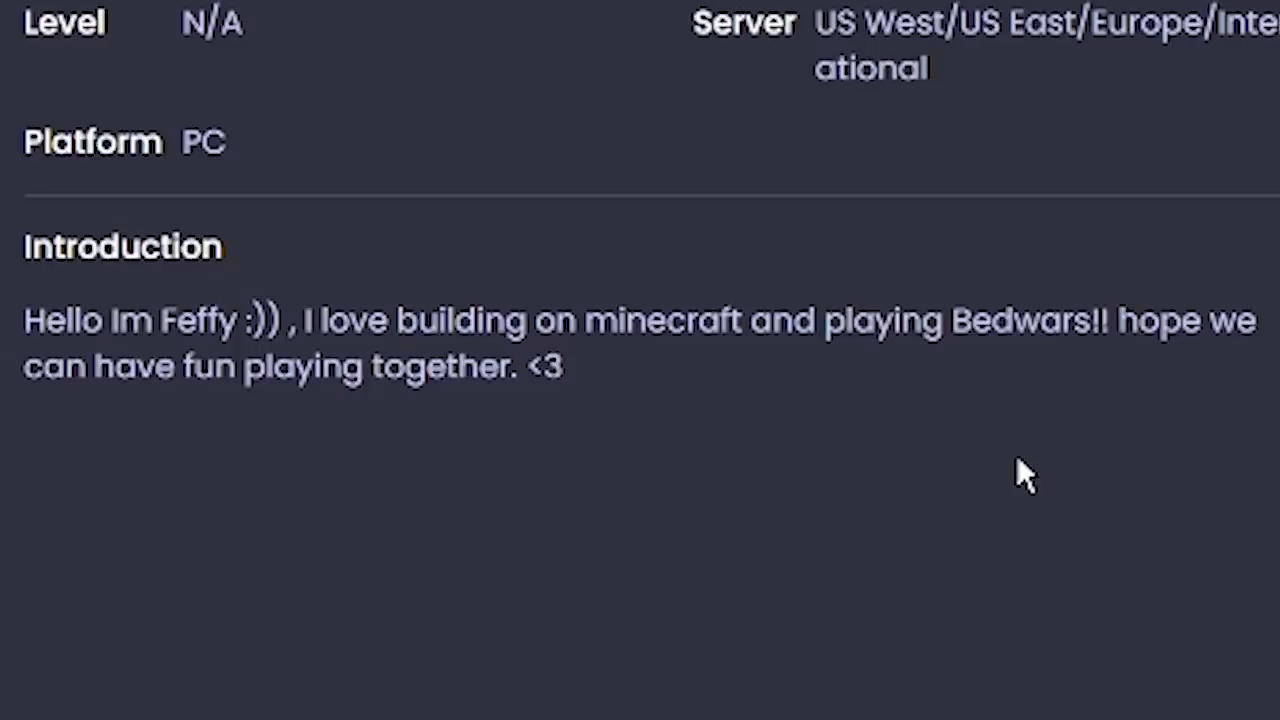 Level N/A Server US West/US East/Europe/Inte
ational
Platform PC
Introduction
Hello Im Feffy :)) , I love building on minecraft and playing Bedwars!! hope we
can have fun playing together. <3